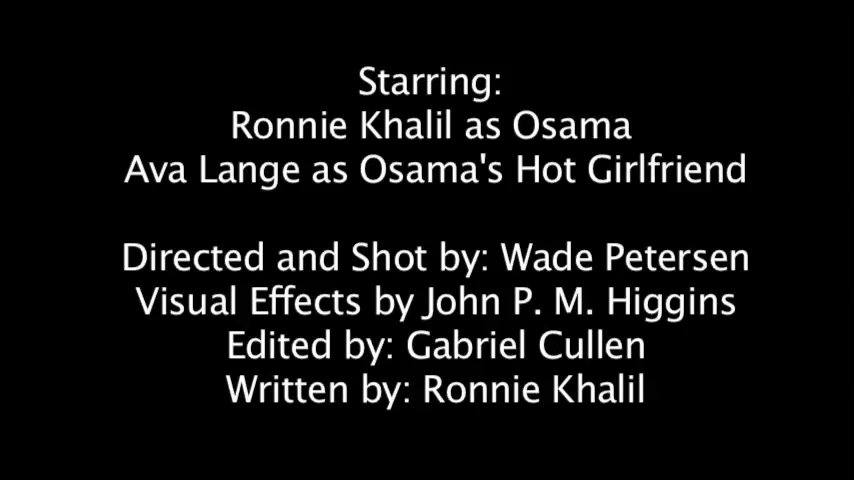 Starring:
Ronnie Khalil as Osama
Ava Lange as Osama's Hot Girlfriend
Directed and Shot by: Wade Petersen
Visual Effects by John P. M. Higgins
Edited by: Gabriel Cullen
Written by: Ronnie Khalil